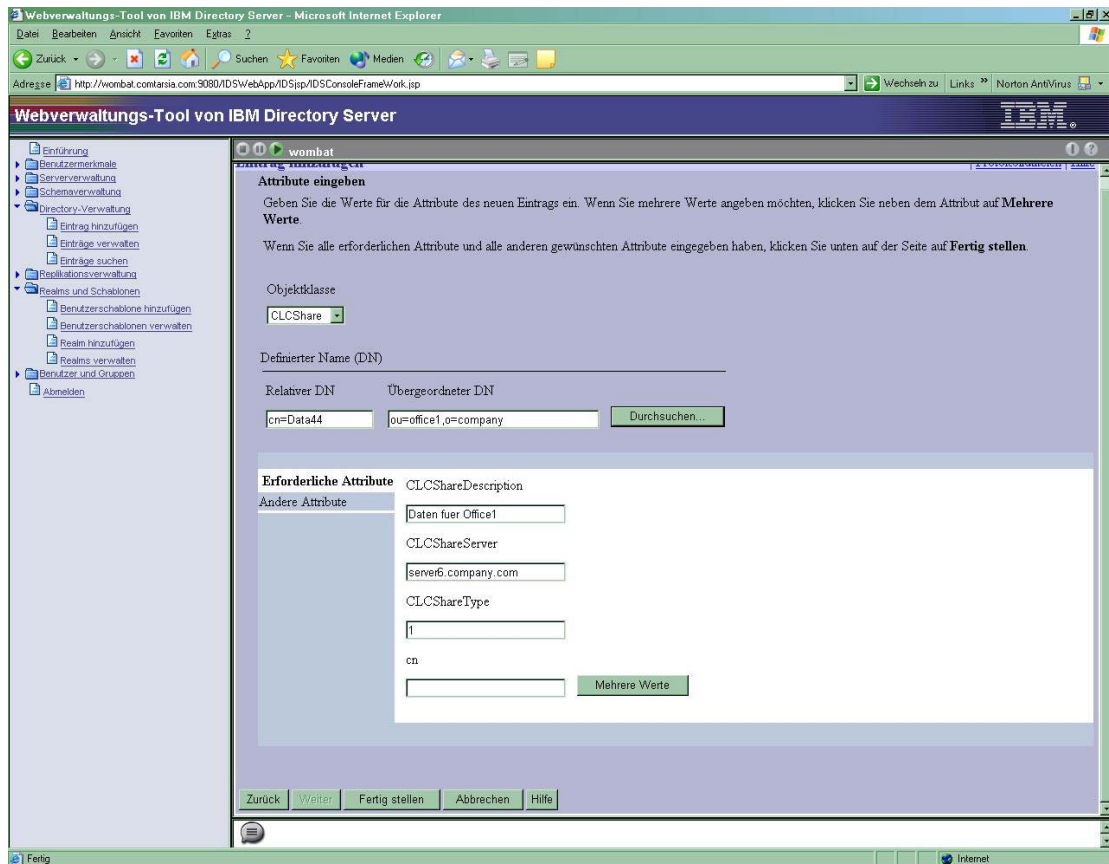 Webverwaltungs-Tool von IBM Directory Server - Microsoft Internet Explorer
Datei Bearbeiten Ansicht Favoriten Extras ?
Zurück Suchen Favoriten Medien
Adresse http://wombat.comtarsia.com:9080/IDSWebApp/IDSjsp/IDSConsoleFrameWork.jsp Wechseln zu Links » Norton AntiVirus
Webverwaltungs-Tool von IBM Directory Server IBM
Einführung
Benutzermerkmale
Serververwaltung
Schemaverwaltung
Directory-Verwaltung
Eintrag hinzufügen
Einträge verwalten
Einträge suchen
Replikationsverwaltung
Realms und Schablonen
Benutzerschablone hinzufügen
Benutzerschablonen verwalten
Realm hinzufügen
Realms verwalten
Benutzer und Gruppen
Abmelden
wombat
Eintrag hinzufügen Protokolldateien | Hilfe
Attribute eingeben
Geben Sie die Werte für die Attribute des neuen Eintrags ein. Wenn Sie mehrere Werte angeben möchten, klicken Sie neben dem Attribut auf Mehrere
Werte.
Wenn Sie alle erforderlichen Attribute und alle anderen gewünschten Attribute eingegeben haben, klicken Sie unten auf der Seite auf Fertig stellen.
Objektklasse
CLCShare
Definierter Name (DN)
Relativer DN Übergeordneter DN
cn=Data44 ou=office1,o=company Durchsuchen...
Erforderliche Attribute
Andere Attribute
CLCShareDescription
Daten fuer Office1
CLCShareServer
server6.company.com
CLCShareType
1
cn
Mehrere Werte
Zurück Weiter Fertig stellen Abbrechen Hilfe
Fertig Internet